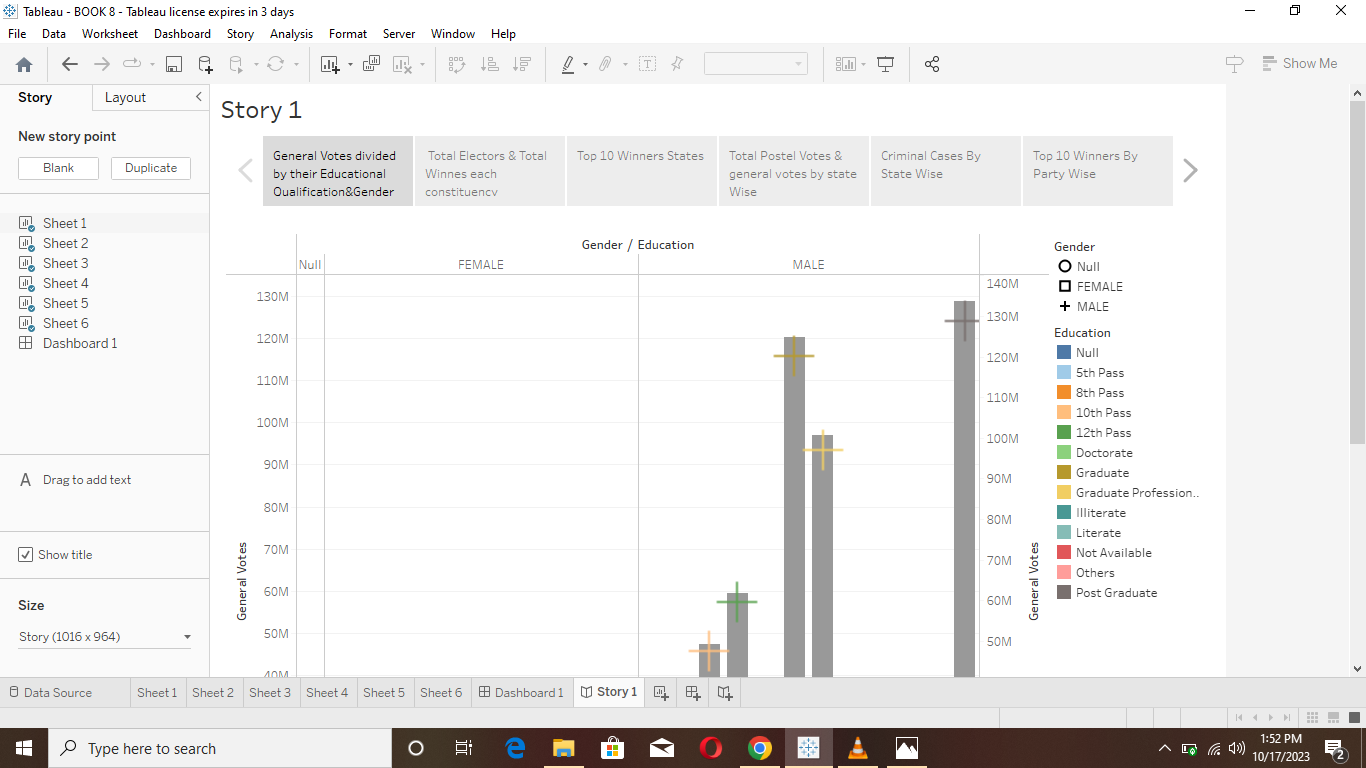 Tableau - BOOK 8 - Tableau license expires in 3 days
File Data Worksheet Dashboard Story Analysis Format Server Window Help
Show Me
Story Layout
New story point
Blank Duplicate
Sheet 1
Sheet 2
Sheet 3
Sheet 4
Sheet 5
Sheet 6
Dashboard 1
A Drag to add text
Show title
Size
Story (1016 x 964)
Story 1
General Votes divided
by their Educational
Qualification&Gender
Total Electors & Total
Winnes each
constituency
Top 10 Winners States
Total Postel Votes &
general votes by state
Wise
Criminal Cases By
State Wise
Top 10 Winners By
Party Wise
Gender / Education
Null FEMALE MALE
130M
120M
110M
100M
90M
80M
70M
60M
50M
40M
General Votes
140M
130M
120M
110M
100M
90M
80M
70M
60M
50M
General Votes
Gender
Null
FEMALE
MALE
Education
Null
5th Pass
8th Pass
10th Pass
12th Pass
Doctorate
Graduate
Graduate Profession..
Illiterate
Literate
Not Available
Others
Post Graduate
Data Source Sheet 1 Sheet 2 Sheet 3 Sheet 4 Sheet 5 Sheet 6 Dashboard 1 Story 1
Type here to search
1:52 PM
10/17/2023
2